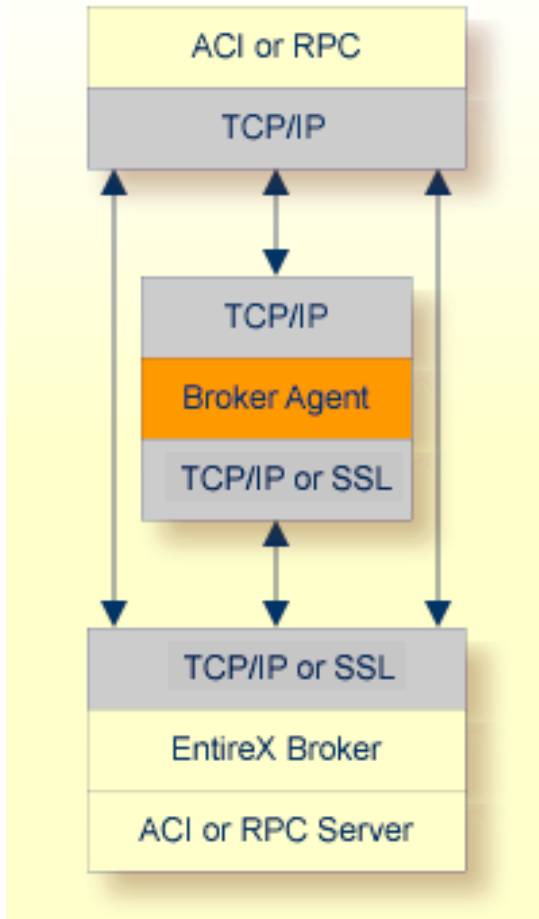 ACI or RPC
TCP/IP
TCP/IP
Broker Agent
TCP/IP or SSL
TCP/IP or SSL
EntireX Broker
ACI or RPC Server